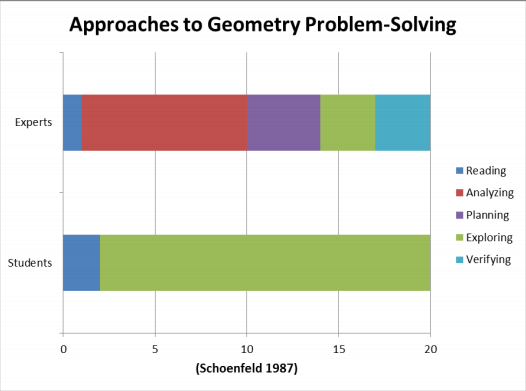 Approaches to Geometry Problem-Solving
Experts
Students
Reading
Analyzing
Planning
Exploring
Verifying
0 5 10 15 20
(Schoenfeld 1987)